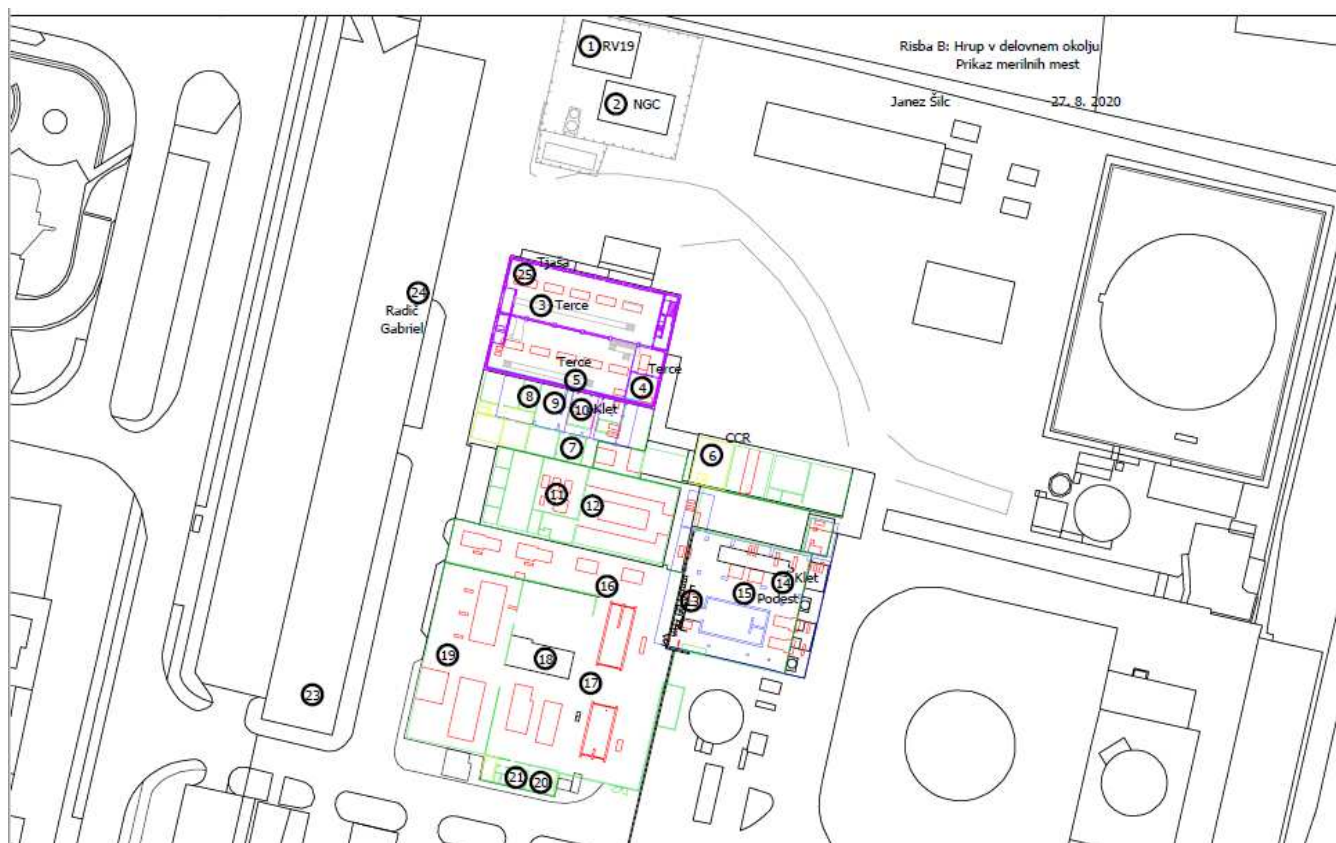 Risba B: Hrup v delovnem okolju
Prikaz merilnih mest
Janez Šilc 27. 8. 2020
1 RV19
2 NGC
25 Tjaša
3 Terce
24
Radič
Gabriel
Terce
5
Terce
4
8
9
10 Klet
7
CCR
6
11
12
16
13
14
Klet
15 Podest
19
18
17
23
21
20